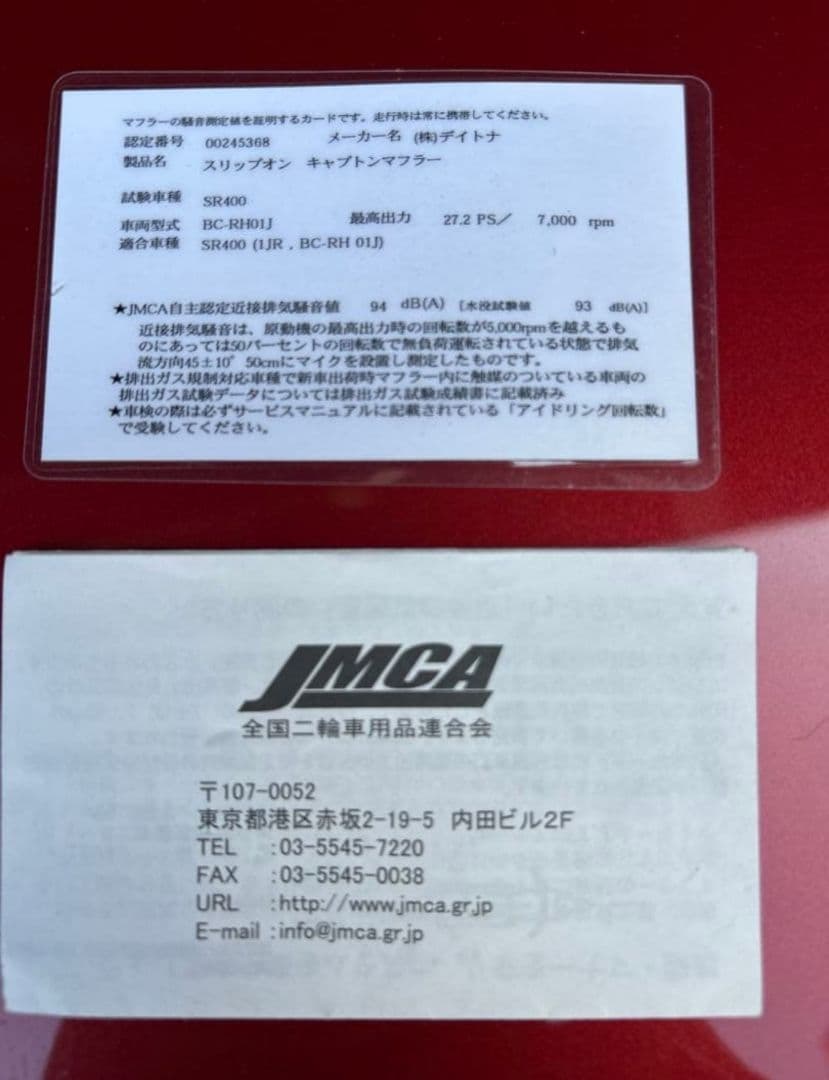 マフラーの騒音測定値を証明するカードです。走行時は常に携帯してください。
認定番号 00245368 メーカー名 (株)デイトナ
製品名 スリップオン キャプトンマフラー
試験車種 SR400
車両型式 BC-RH01J 最高出力 27.2 PS/ 7,000 rpm
適合車種 SR400 (1JR , BC-RH 01J)
★JMCA自主認定近接排気騒音値 94 dB(A) [水没試験値 93 dB(A)]
近接排気騒音は、原動機の最高出力時の回転数が5,000rpmを越えるも
のにあっては50パーセントの回転数で無負荷運転されている状態で排気
流方向45±10° 50cmにマイクを設置し測定したものです。
★排出ガス規制対応車種で新車出荷時マフラー内に触媒のついている車両の
排出ガス試験データについては排出ガス試験成績書に記載済み
★車検の際は必ずサービスマニュアルに記載されている「アイドリング回転数」
で受験してください。
JMCA
全国二輪車用品連合会
〒107-0052
東京都港区赤坂2-19-5 内田ビル2F
TEL :03-5545-7220
FAX :03-5545-0038
URL :http://www.jmca.gr.jp
E-mail :info@jmca.gr.jp